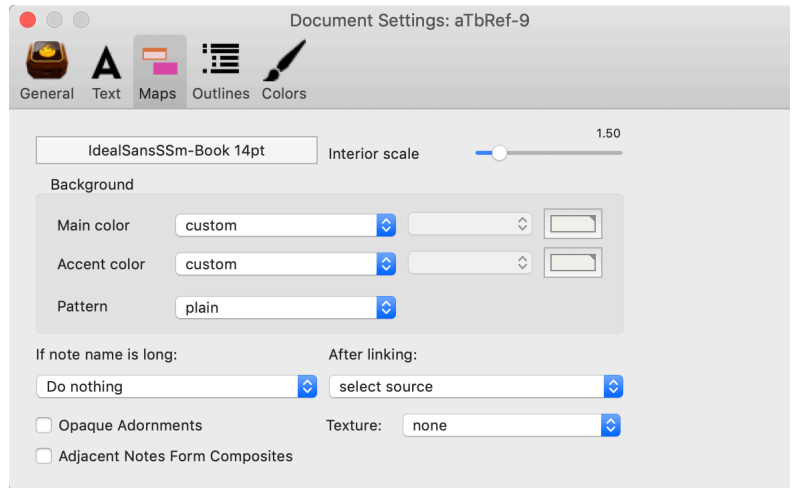 Document Settings: aTbRef-9
General Text Maps Outlines Colors
1.50
IdealSansSSm-Book 14pt Interior scale
Background
Main color custom
Accent color custom
Pattern plain
If note name is long: After linking:
Do nothing select source
Opaque Adornments Texture: none
Adjacent Notes Form Composites